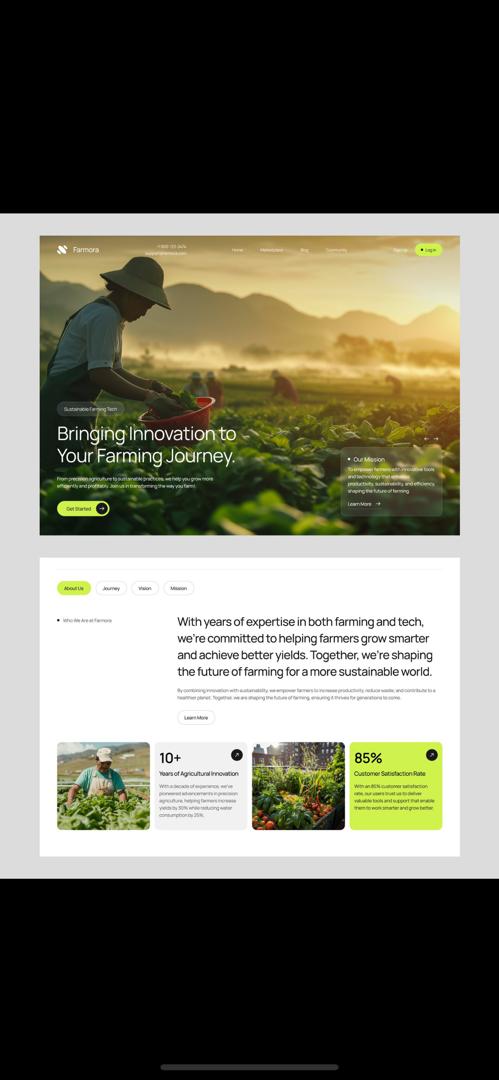 Farmora
support@farmora.com
Home
Marketplace
Blog
Community
Sign Up
Log in
Sustainable Farming Tech
Bringing Innovation to
Your Farming Journey.
From precision agriculture to sustainable practices, we help you grow more
efficiently and profitably. Join us in transforming the way you farm!
Get Started
Our Mission
To empower farmers with innovative tools
and technology that enhance
productivity, sustainability, and efficiency,
shaping the future of farming.
Learn More
About Us
Journey
Vision
Mission
Who We Are at Farmora
With years of expertise in both farming and tech,
we're committed to helping farmers grow smarter
and achieve better yields. Together, we're shaping
the future of farming for a more sustainable world.
By combining innovation with sustainability, we empower farmers to increase productivity, reduce waste, and contribute to a
healthier planet. Together, we are shaping the future of farming, ensuring it thrives for generations to come.
Learn More
10+
Years of Agricultural Innovation
With a decade of experience, we've
pioneered advancements in precision
agriculture, helping farmers increase
yields by 30% while reducing water
consumption by 25%.
85%
Customer Satisfaction Rate
With an 85% customer satisfaction
rate, our users trust us to deliver
valuable tools and support that enable
them to work smarter and grow better.